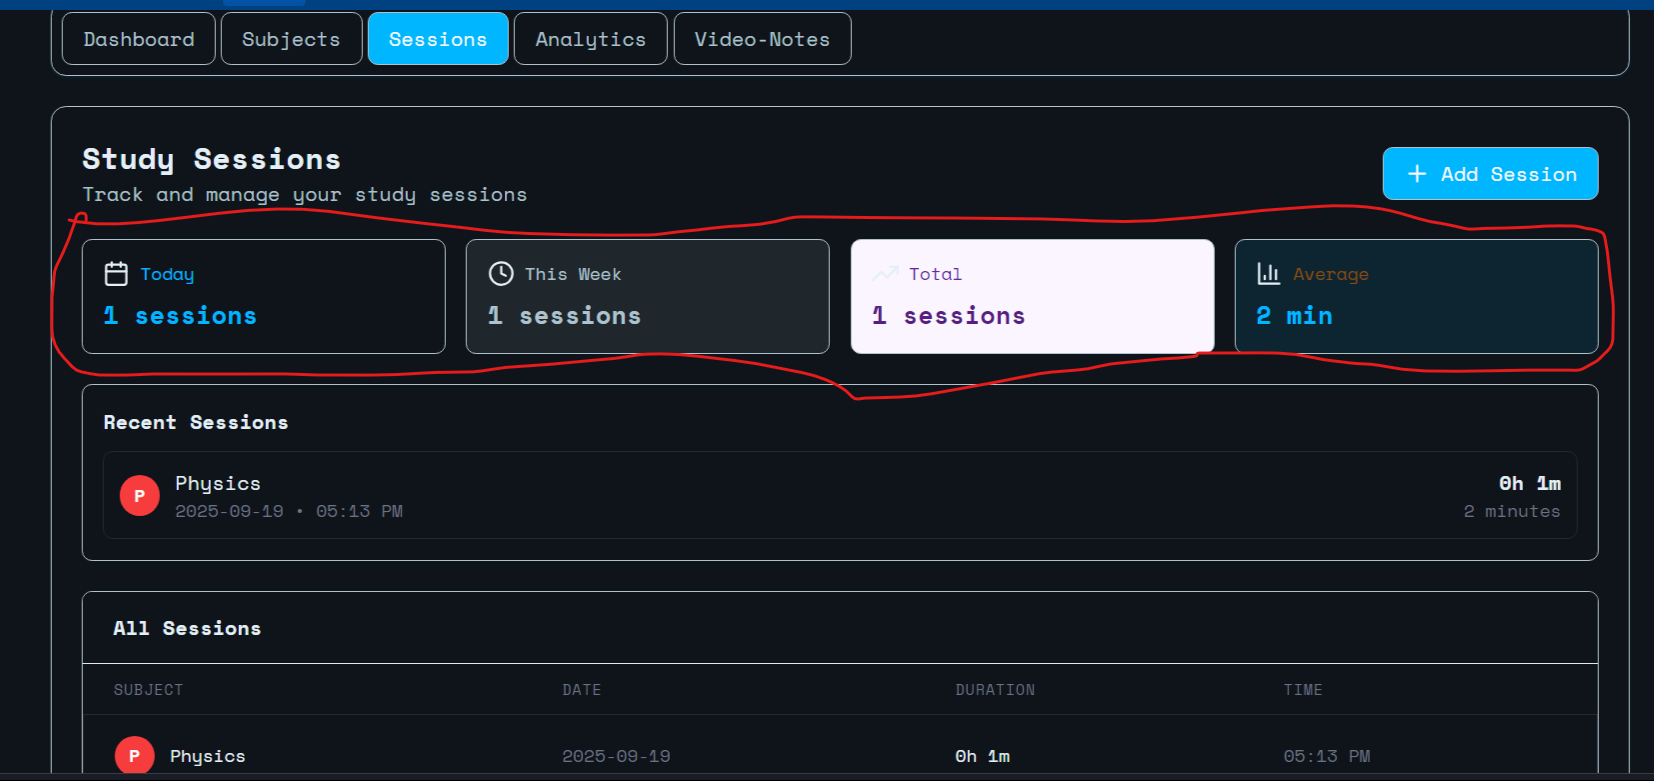 Dashboard Subjects Sessions Analytics Video-Notes
Study Sessions
Track and manage your study sessions
+ Add Session
Today
1 sessions
This Week
1 sessions
Total
1 sessions
Average
2 min
Recent Sessions
P
Physics
2025-09-19 • 05:13 PM
0h 1m
2 minutes
All Sessions
SUBJECT DATE DURATION TIME
P Physics 2025-09-19 0h 1m 05:13 PM